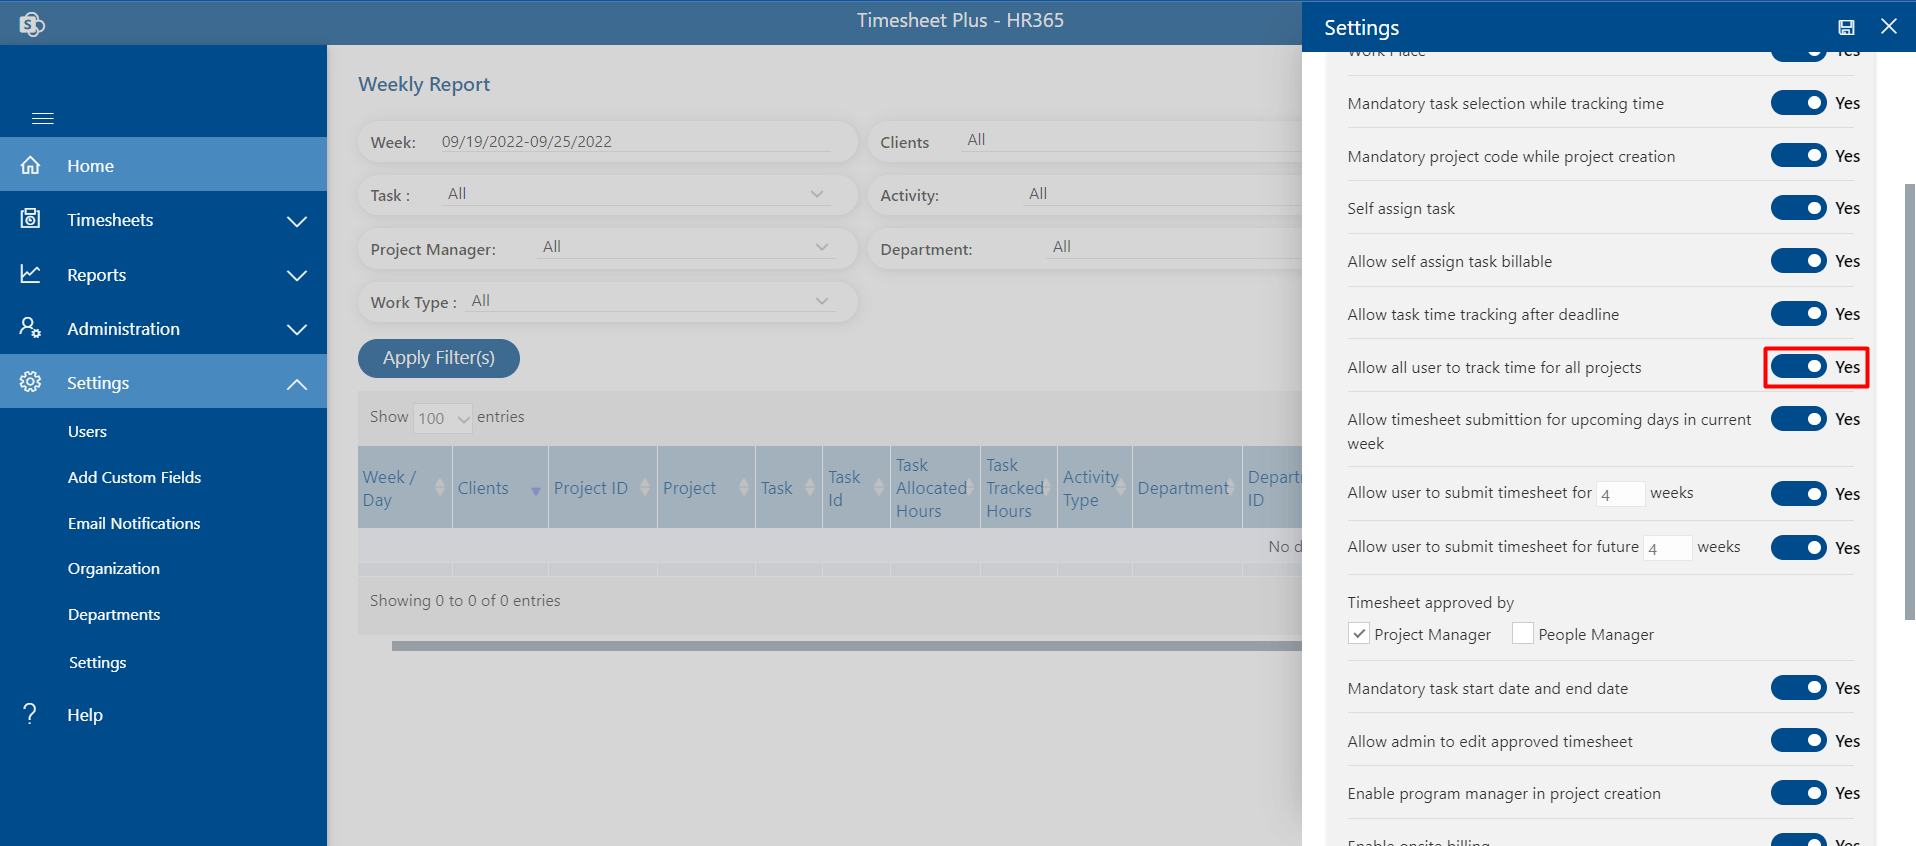 Timesheet Plus - HR365
Home
Timesheets
Reports
Administration
Settings
Users
Add Custom Fields
Email Notifications
Organization
Departments
Settings
Help
Weekly Report
Week: 09/19/2022-09/25/2022
Clients All
Task : All
Activity: All
Project Manager: All
Department: All
Work Type : All
Apply Filter(s)
Show 100 entries
Week /
Day
Clients
Project ID
Project
Task
Task
Id
Task
Allocated
Hours
Task
Tracked
Hours
Activity
Type
Department
Depart
ID
No d
Showing 0 to 0 of 0 entries
Settings
Work Place Yes
Mandatory task selection while tracking time Yes
Mandatory project code while project creation Yes
Self assign task Yes
Allow self assign task billable Yes
Allow task time tracking after deadline Yes
Allow all user to track time for all projects Yes
Allow timesheet submittion for upcoming days in current Yes
week
Allow user to submit timesheet for 4 weeks Yes
Allow user to submit timesheet for future 4 weeks Yes
Timesheet approved by
Project Manager People Manager
Mandatory task start date and end date Yes
Allow admin to edit approved timesheet Yes
Enable program manager in project creation Yes
Enable onsite billing Yes